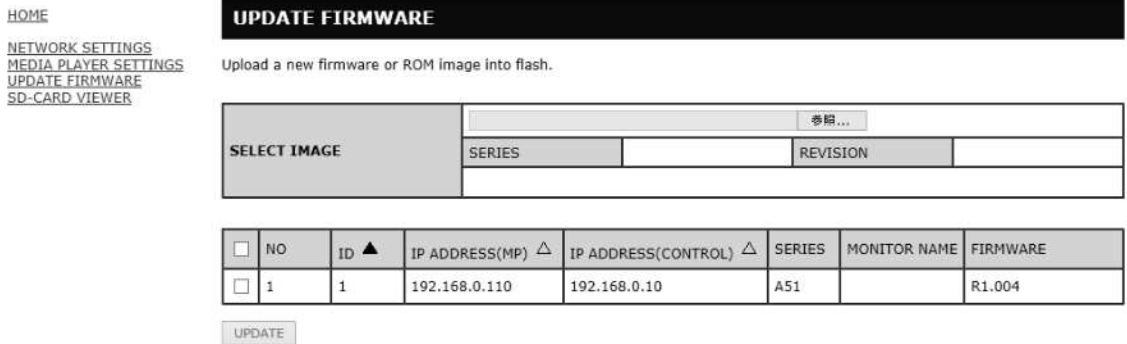 HOME
NETWORK SETTINGS
MEDIA PLAYER SETTINGS
UPDATE FIRMWARE
SD-CARD VIEWER
UPDATE FIRMWARE
Upload a new firmware or ROM image into flash.
SELECT IMAGE
参照...
SERIES REVISION
NO ID ▲ IP ADDRESS(MP) △ IP ADDRESS(CONTROL) △ SERIES MONITOR NAME FIRMWARE
1 1 192.168.0.110 192.168.0.10 A51 R1.004
UPDATE